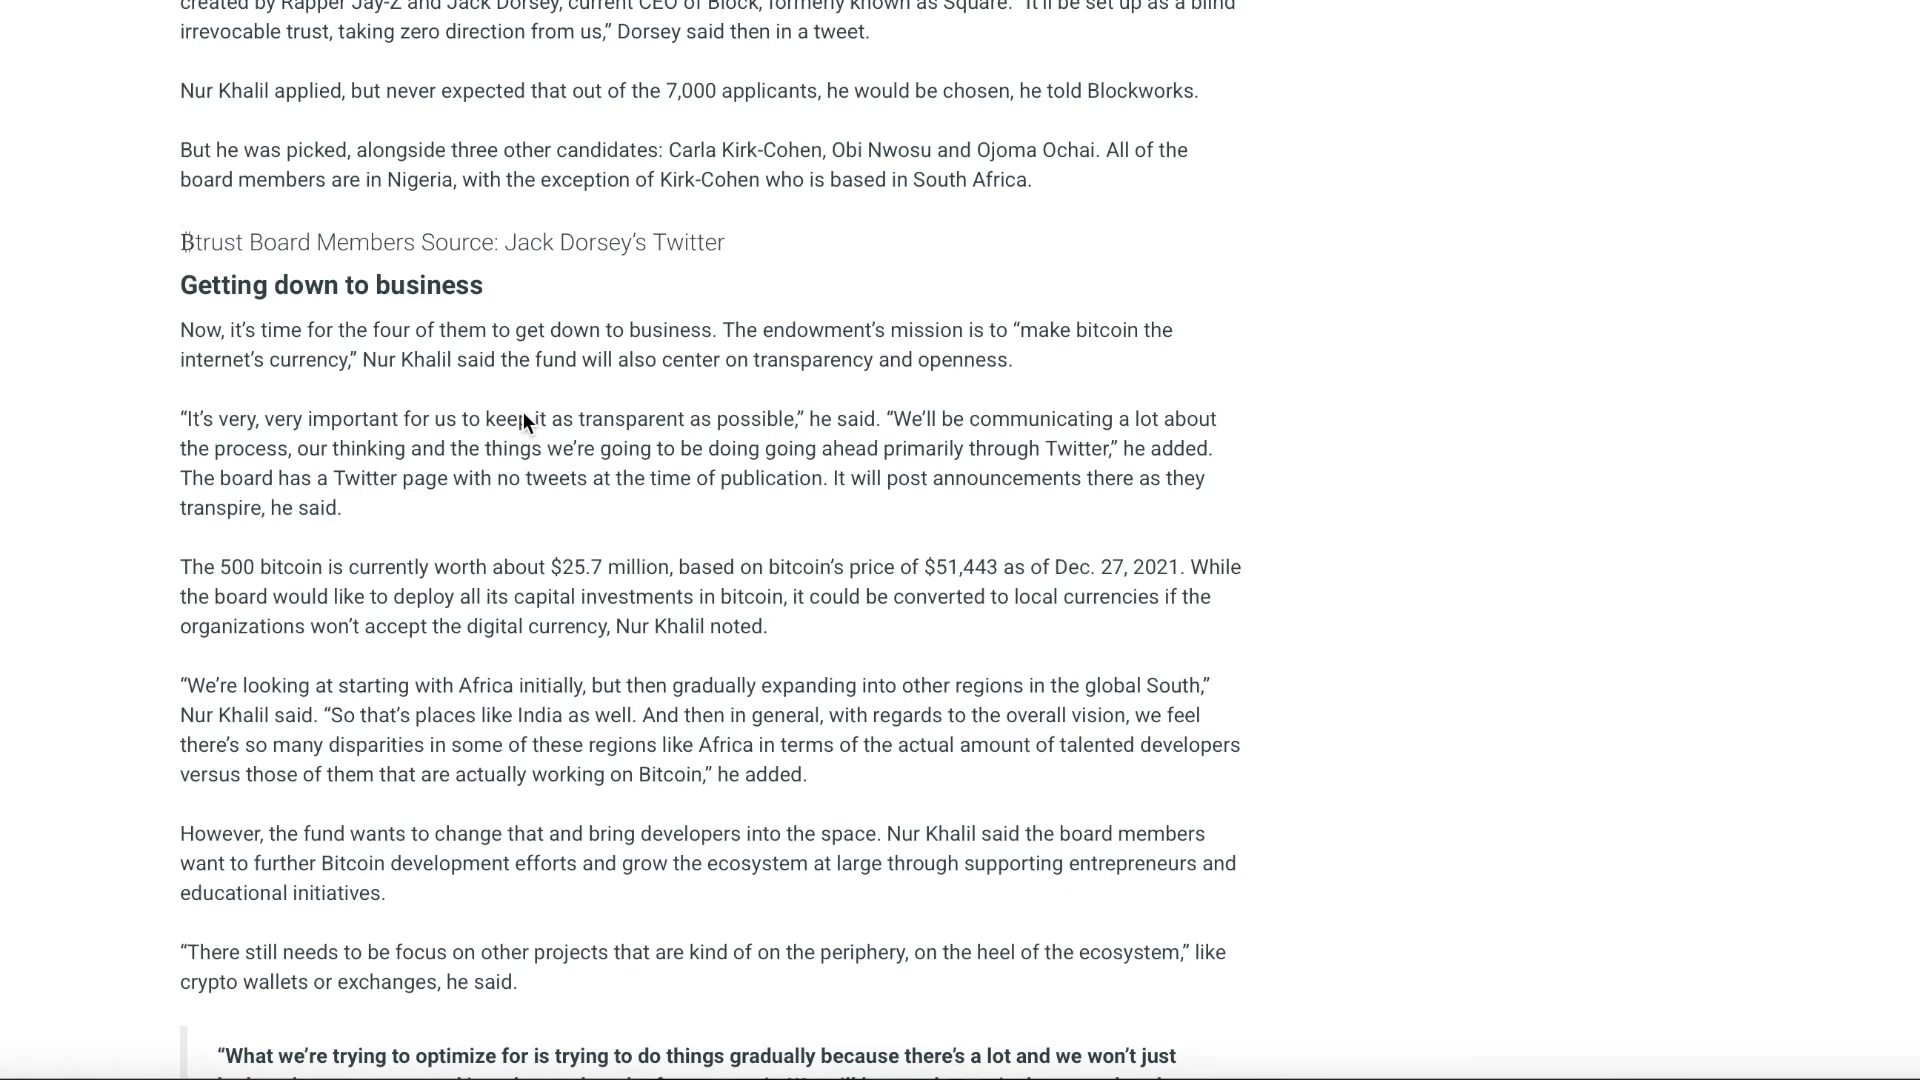 created by Rapper Jay-Z and Jack Dorsey, current CEO of Block, formerly known as Square. “It’ll be set up as a blind
irrevocable trust, taking zero direction from us,” Dorsey said then in a tweet.
Nur Khalil applied, but never expected that out of the 7,000 applicants, he would be chosen, he told Blockworks.
But he was picked, alongside three other candidates: Carla Kirk-Cohen, Obi Nwosu and Ojoma Ochai. All of the
board members are in Nigeria, with the exception of Kirk-Cohen who is based in South Africa.
₿trust Board Members Source: Jack Dorsey’s Twitter
Getting down to business
Now, it’s time for the four of them to get down to business. The endowment’s mission is to “make bitcoin the
internet’s currency,” Nur Khalil said the fund will also center on transparency and openness.
“It’s very, very important for us to keep it as transparent as possible,” he said. “We’ll be communicating a lot about
the process, our thinking and the things we’re going to be doing going ahead primarily through Twitter,” he added.
The board has a Twitter page with no tweets at the time of publication. It will post announcements there as they
transpire, he said.
The 500 bitcoin is currently worth about $25.7 million, based on bitcoin’s price of $51,443 as of Dec. 27, 2021. While
the board would like to deploy all its capital investments in bitcoin, it could be converted to local currencies if the
organizations won’t accept the digital currency, Nur Khalil noted.
“We’re looking at starting with Africa initially, but then gradually expanding into other regions in the global South,”
Nur Khalil said. “So that’s places like India as well. And then in general, with regards to the overall vision, we feel
there’s so many disparities in some of these regions like Africa in terms of the actual amount of talented developers
versus those of them that are actually working on Bitcoin,” he added.
However, the fund wants to change that and bring developers into the space. Nur Khalil said the board members
want to further Bitcoin development efforts and grow the ecosystem at large through supporting entrepreneurs and
educational initiatives.
“There still needs to be focus on other projects that are kind of on the periphery, on the heel of the ecosystem,” like
crypto wallets or exchanges, he said.
“What we’re trying to optimize for is trying to do things gradually because there’s a lot and we won’t just